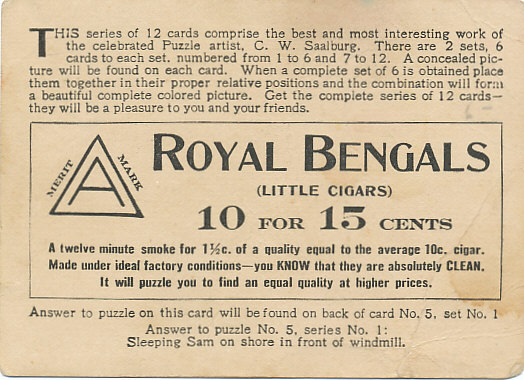 THIS series of 12 cards comprise the best and most interesting work of
the celebrated Puzzle artist, C. W. Saalburg. There are 2 sets, 6
cards to each set, numbered from 1 to 6 and 7 to 12. A concealed pic-
ture will be found on each card. When a complete set of 6 is obtained place
them together in their proper relative positions and the combination will form
a beautiful complete colored picture. Get the complete series of 12 cards—
they will be a pleasure to you and your friends.
MERIT A MARK
ROYAL BENGALS
(LITTLE CIGARS)
10 FOR 15 CENTS
A twelve minute smoke for 1½c. of a quality equal to the average 10c. cigar.
Made under ideal factory conditions—you KNOW that they are absolutely CLEAN.
It will puzzle you to find an equal quality at higher prices.
Answer to puzzle on this card will be found on back of card No. 5, set No. 1
Answer to puzzle No. 5, series No. 1:
Sleeping Sam on shore in front of windmill.